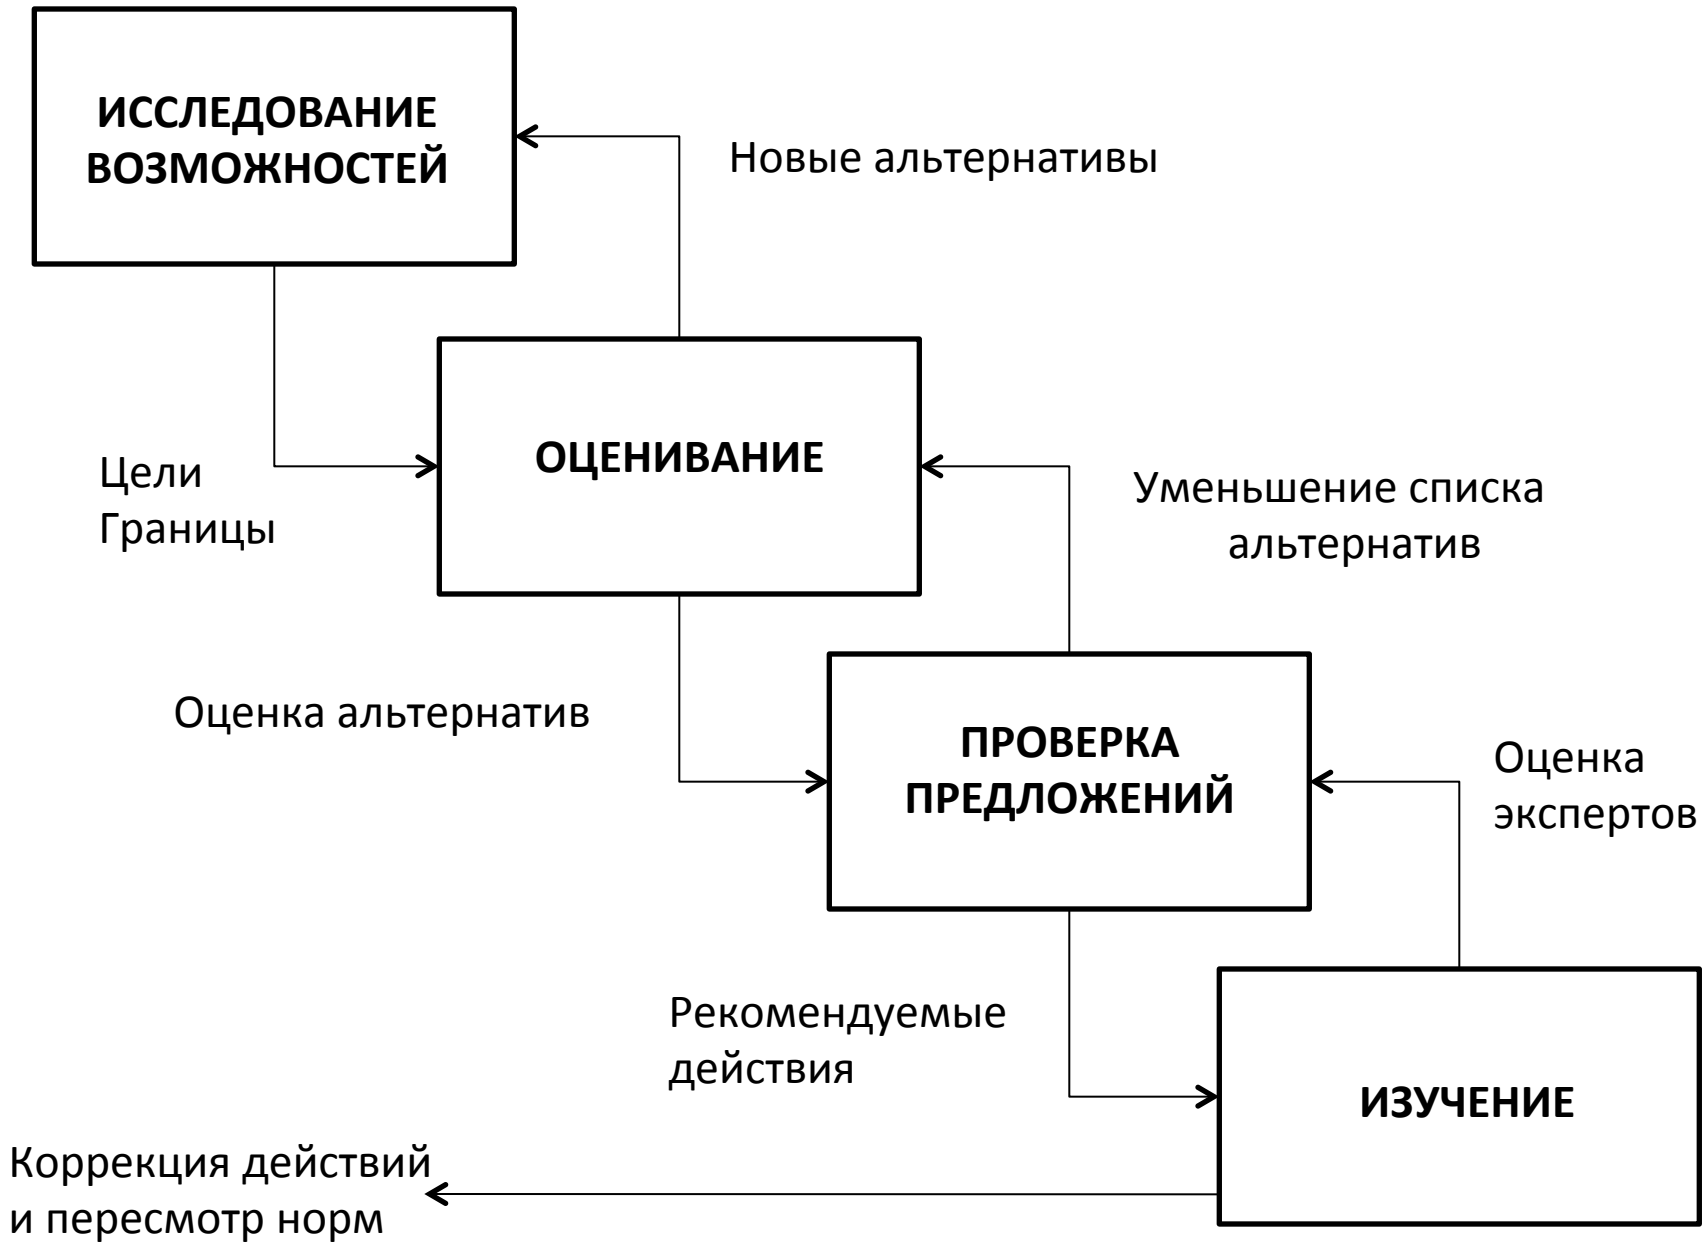 ИССЛЕДОВАНИЕ
ВОЗМОЖНОСТЕЙ
Новые альтернативы
ОЦЕНИВАНИЕ
Цели
Границы
Уменьшение списка
альтернатив
Оценка альтернатив
ПРОВЕРКА
ПРЕДЛОЖЕНИЙ
Оценка
экспертов
Рекомендуемые
действия
ИЗУЧЕНИЕ
Коррекция действий
и пересмотр норм